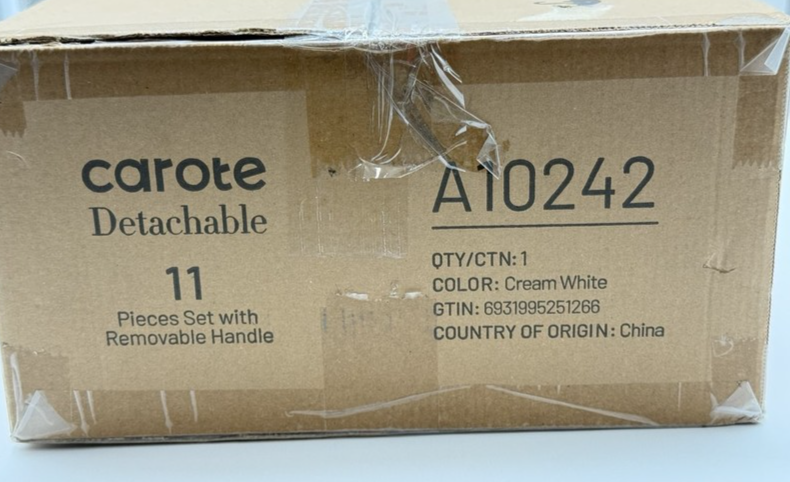 carote
Detachable
11
Pieces Set with
Removable Handle
A10242
QTY/CTN: 1
COLOR: Cream White
GTIN: 6931995251266
COUNTRY OF ORIGIN: China